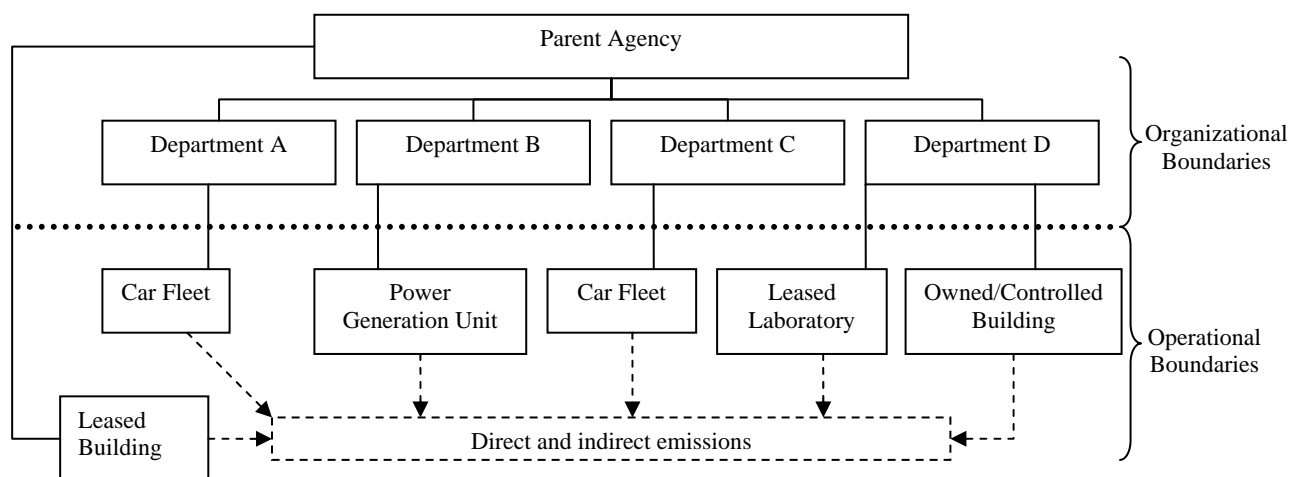 Parent Agency
Department A
Department B
Department C
Department D
Organizational
Boundaries
Car Fleet
Power
Generation Unit
Car Fleet
Leased
Laboratory
Owned/Controlled
Building
Operational
Boundaries
Leased
Building
Direct and indirect emissions